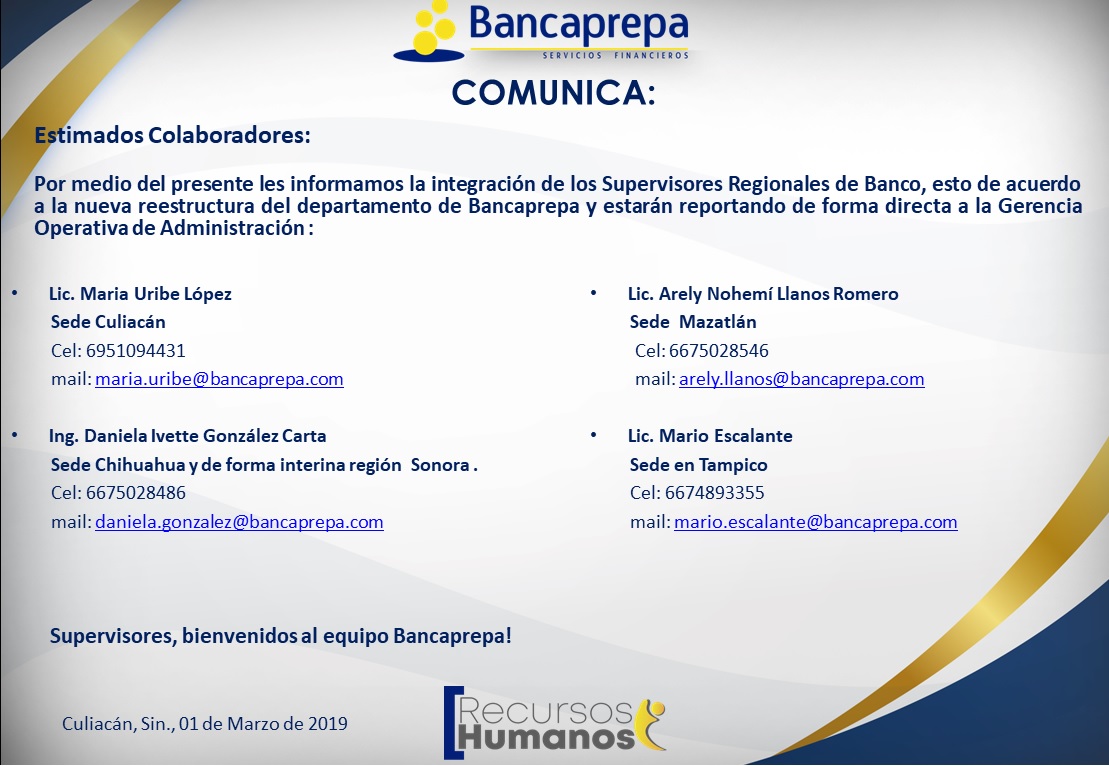 Bancaprepa
SERVICIOS FINANCIEROS
COMUNICA:
Estimados Colaboradores:
Por medio del presente les informamos la integración de los Supervisores Regionales de Banco, esto de acuerdo
a la nueva reestructura del departamento de Bancaprepa y estarán reportando de forma directa a la Gerencia
Operativa de Administración :
• Lic. Maria Uribe López
Sede Culiacán
Cel: 6951094431
mail: maria.uribe@bancaprepa.com
• Lic. Arely Nohemí Llanos Romero
Sede Mazatlán
Cel: 6675028546
mail: arely.llanos@bancaprepa.com
• Ing. Daniela Ivette González Carta
Sede Chihuahua y de forma interina región Sonora .
Cel: 6675028486
mail: daniela.gonzalez@bancaprepa.com
• Lic. Mario Escalante
Sede en Tampico
Cel: 6674893355
mail: mario.escalante@bancaprepa.com
Supervisores, bienvenidos al equipo Bancaprepa!
Culiacán, Sin., 01 de Marzo de 2019
Recursos
Humanos